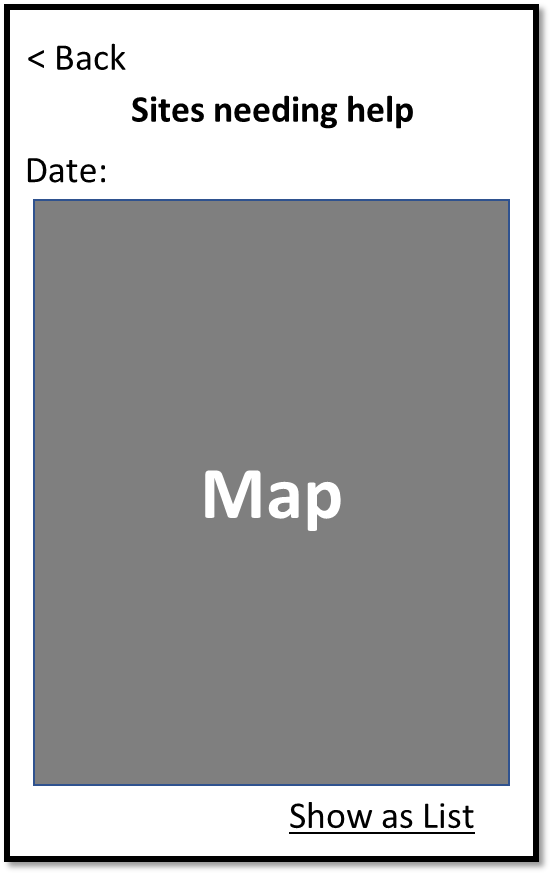 < Back
Sites needing help
Date:
Map
Show as List